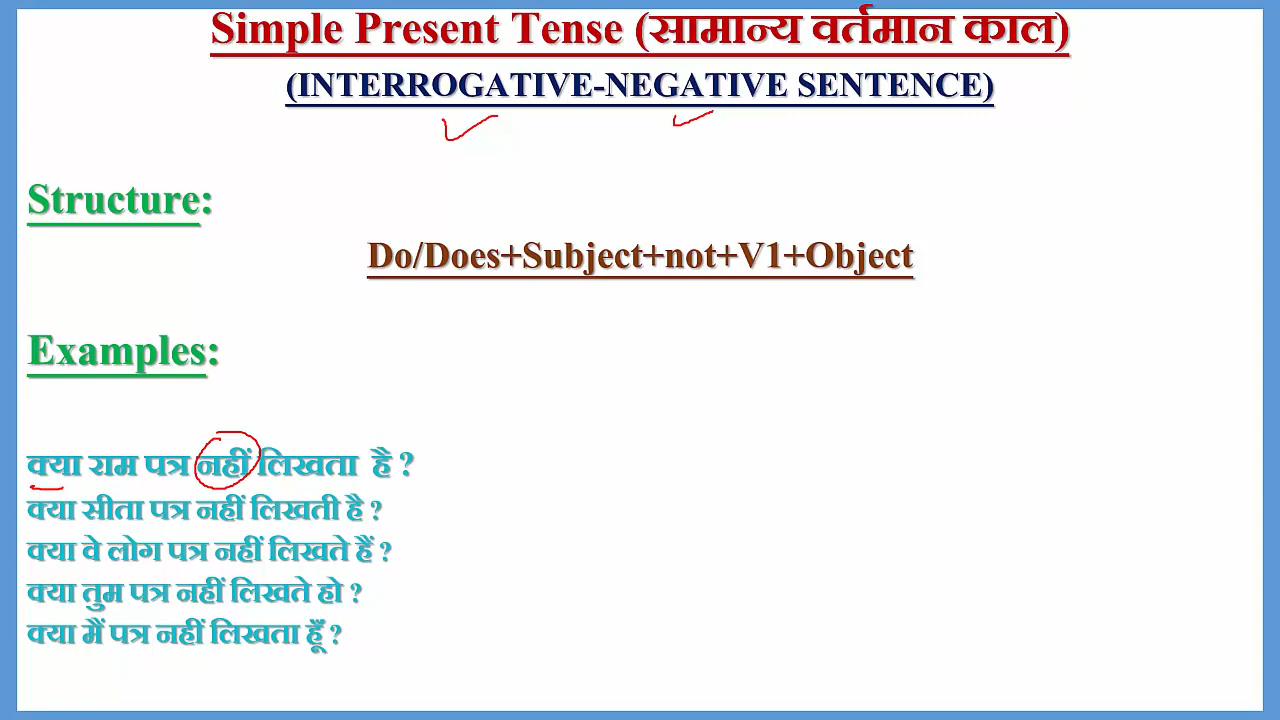 Simple Present Tense (सामान्य वर्तमान काल)
(INTERROGATIVE-NEGATIVE SENTENCE)
Structure:
Do/Does+Subject+not+V1+Object
Examples:
क्या राम पत्र नहीं लिखता है ?
क्या सीता पत्र नहीं लिखती है ?
क्या वे लोग पत्र नहीं लिखते हैं ?
क्या तुम पत्र नहीं लिखते हो ?
क्या मैं पत्र नहीं लिखता हूँ ?